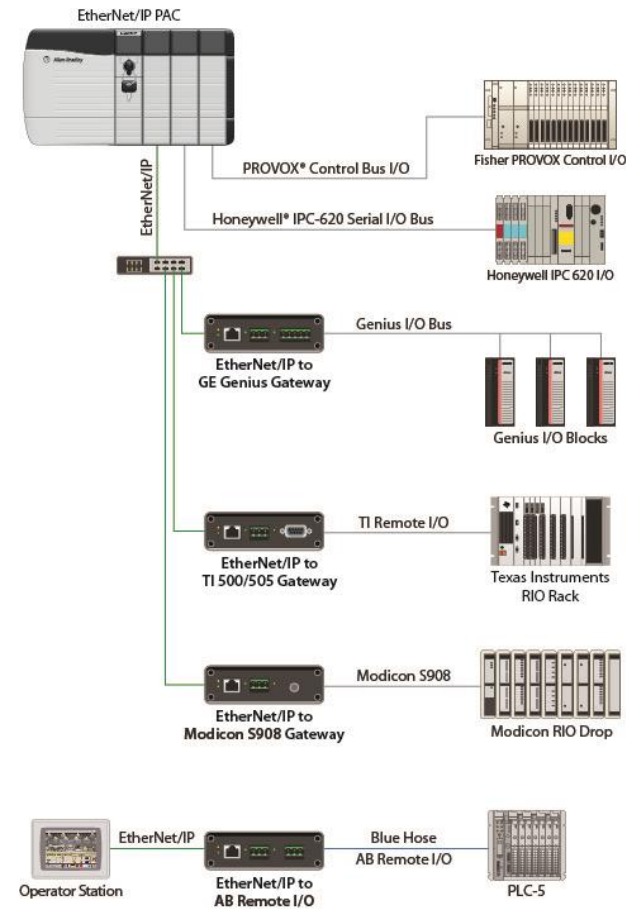 EtherNet/IP PAC
Allen-Bradley
EtherNet/IP
PROVOX® Control Bus I/O
Fisher PROVOX Control I/O
Honeywell® IPC-620 Serial I/O Bus
Honeywell IPC 620 I/O
Genius I/O Bus
EtherNet/IP to
GE Genius Gateway
Genius I/O Blocks
TI Remote I/O
EtherNet/IP to
TI 500/505 Gateway
Texas Instruments
RIO Rack
Modicon S908
EtherNet/IP to
Modicon S908 Gateway
Modicon RIO Drop
EtherNet/IP
Blue Hose
AB Remote I/O
Operator Station
EtherNet/IP to
AB Remote I/O
PLC-5